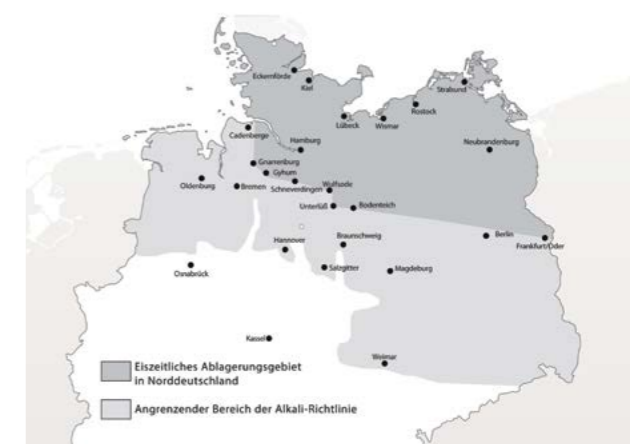 Eckernförde
Kiel
Stralsund
Rostock
Lübeck
Wismar
Cadenberge
Hamburg
Neubrandenburg
Gnarrenburg
Gyhum
Oldenburg
Bremen
Schneverdingen
Wulfsode
Unterlüß
Bodenteich
Berlin
Frankfurt/Oder
Hannover
Braunschweig
Osnabrück
Salzgitter
Magdeburg
Kassel
Weimar
Eiszeitliches Ablagerungsgebiet
in Norddeutschland
Angrenzender Bereich der Alkali-Richtlinie